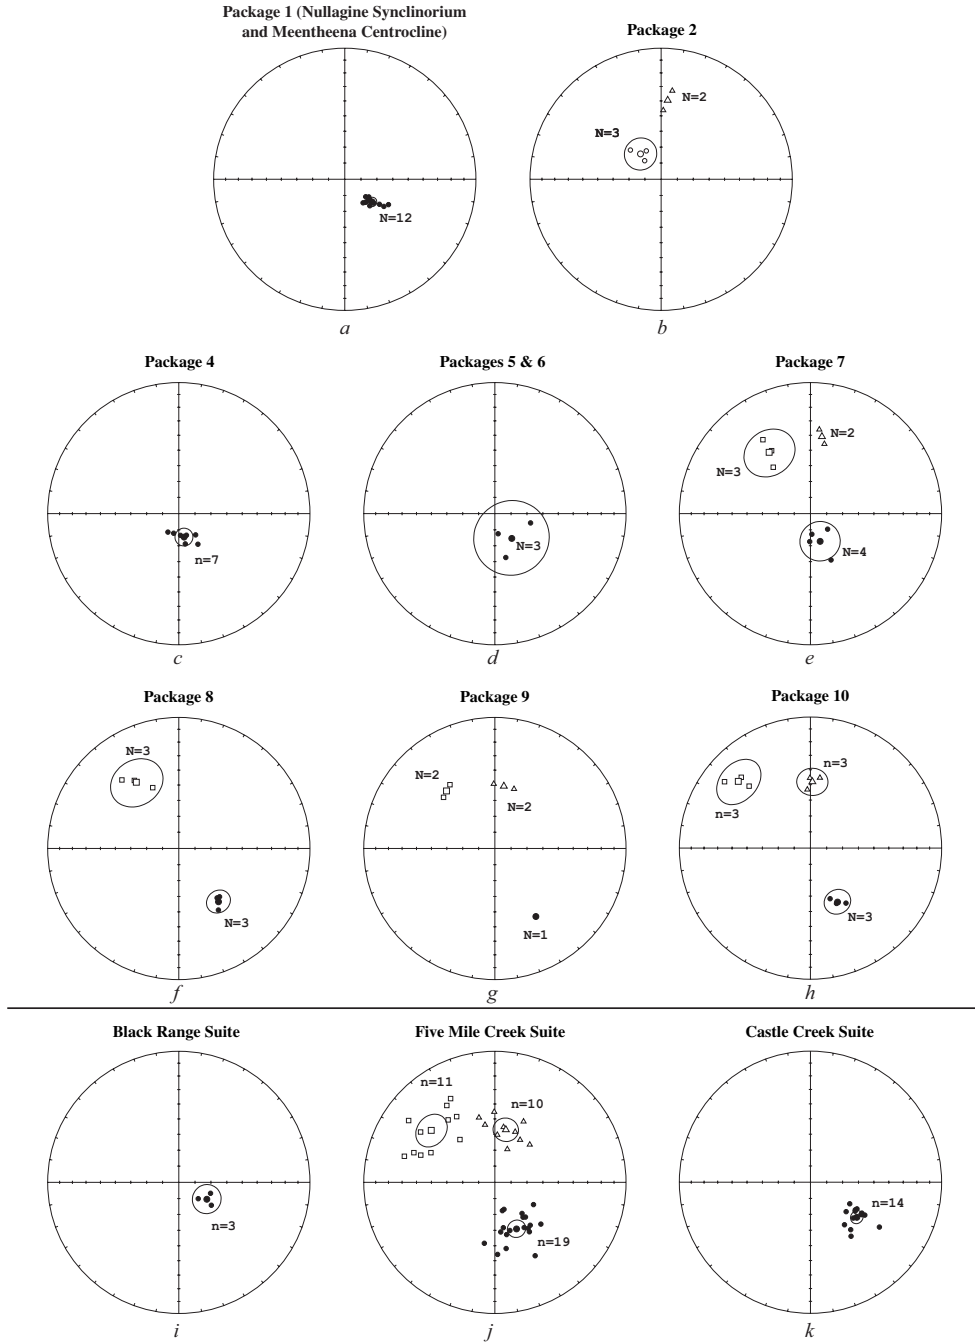 Package 1 (Nullagine Synclinorium
and Meentheena Centrocline)
Package 2
N=2
N=3
N=12
a
b
Package 4
Packages 5 & 6
Package 7
N=2
N=3
n=7
N=3
N=4
c
d
e
Package 8
Package 9
Package 10
N=3
N=2
N=2
n=3
n=3
N=3
N=1
N=3
f
g
h
Black Range Suite
Five Mile Creek Suite
Castle Creek Suite
n=11
n=10
n=3
n=19
n=14
i
j
k